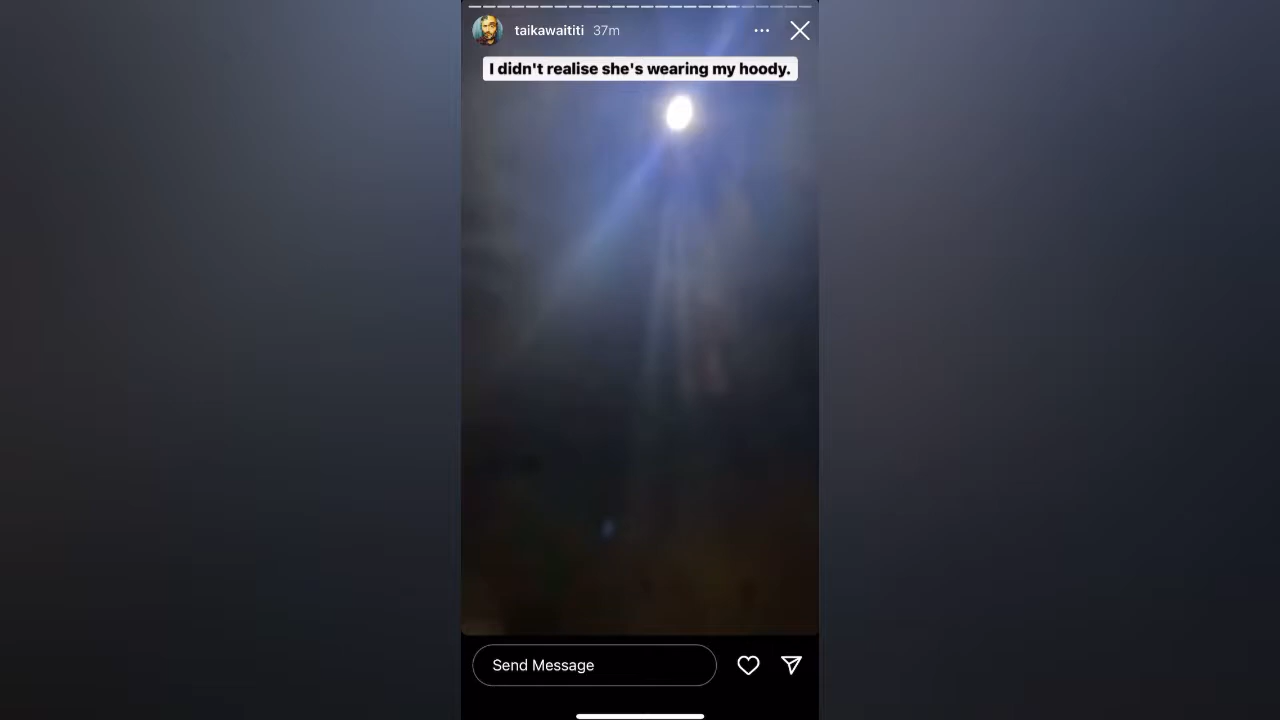 taikawaititi 37m
I didn't realise she's wearing my hoody.
Send Message